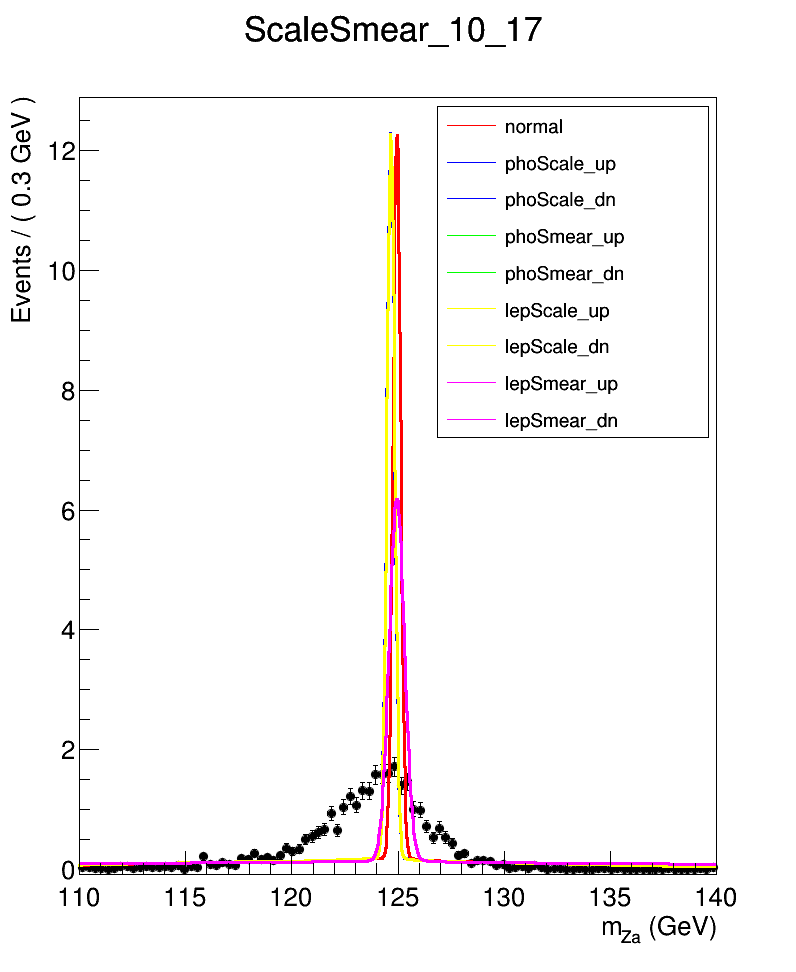 ScaleSmear_10_17
Events / ( 0.3 GeV )
12
10
8
6
4
2
0
normal
phoScale_up
phoScale_dn
phoSmear_up
phoSmear_dn
lepScale_up
lepScale_dn
lepSmear_up
lepSmear_dn
110 115 120 125 130 135 140
mZa (GeV)